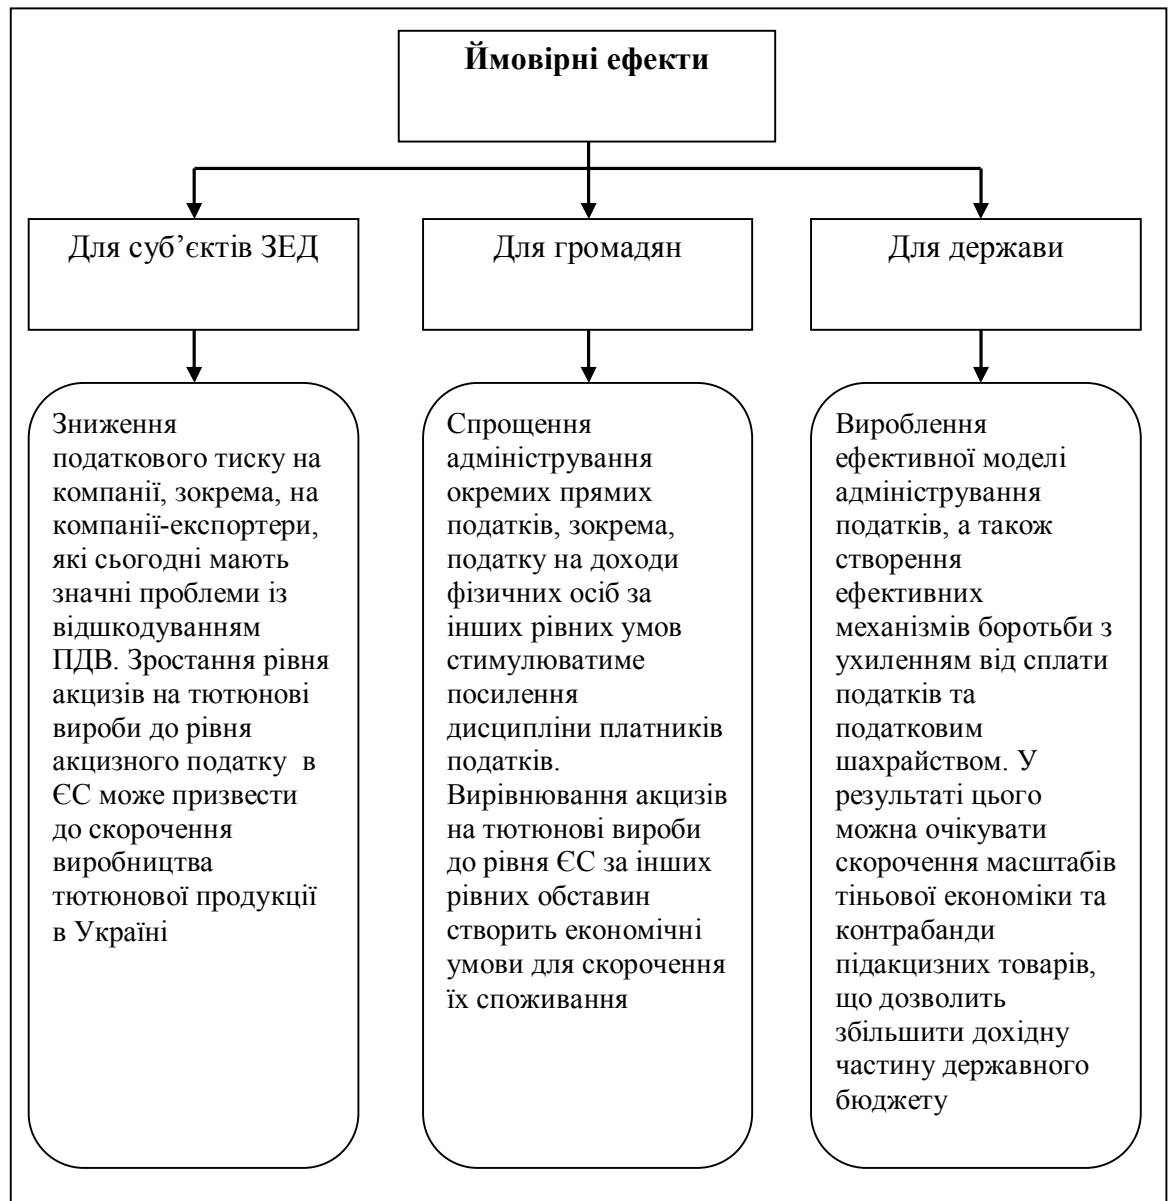 Ймовірні ефекти
Для суб’єктів ЗЕД
Для громадян
Для держави
Зниження
податкового тиску на
компанії, зокрема, на
компанії-експортери,
які сьогодні мають
значні проблеми із
відшкодуванням
ПДВ. Зростання рівня
акцизів на тютюнові
вироби до рівня
акцизного податку в
ЄС може призвести
до скорочення
виробництва
тютюнової продукції
в Україні
Спрощення
адміністрування
окремих прямих
податків, зокрема,
податку на доходи
фізичних осіб за
інших рівних умов
стимулюватиме
посилення
дисципліни платників
податків.
Вирівнювання акцизів
на тютюнові вироби
до рівня ЄС за інших
рівних обставин
створить економічні
умови для скорочення
їх споживання
Вироблення
ефективної моделі
адміністрування
податків, а також
створення
ефективних
механізмів боротьби з
ухиленням від сплати
податків та
податковим
шахрайством. У
результаті цього
можна очікувати
скорочення масштабів
тіньової економіки та
контрабанди
підакцизних товарів,
що дозволить
збільшити дохідну
частину державного
бюджету